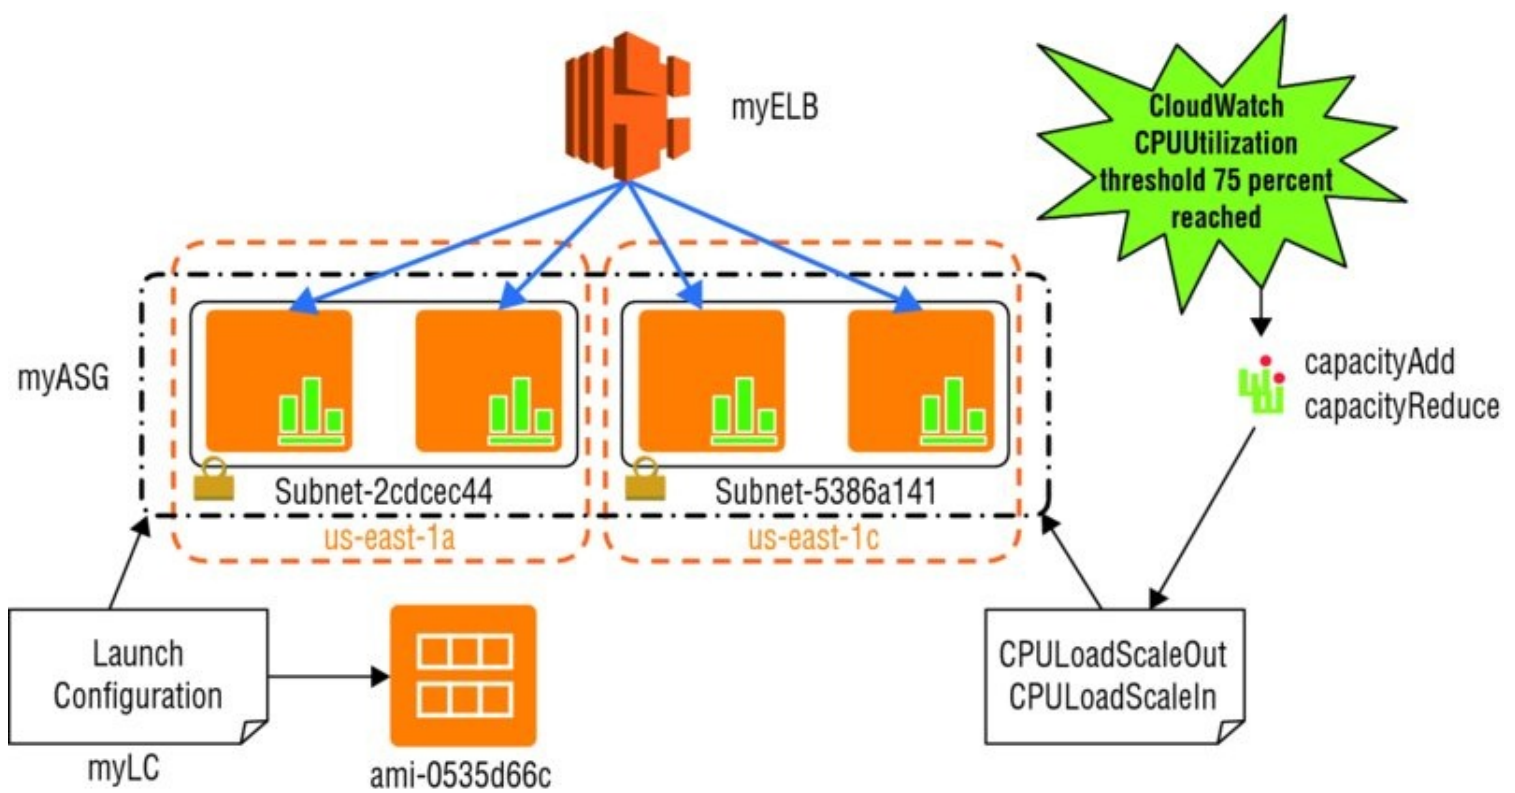 myELB
CloudWatch
CPUUtilization
threshold 75 percent
reached
myASG
capacityAdd
capacityReduce
Subnet-2cdcec44
Subnet-5386a141
us-east-1a
us-east-1c
Launch
Configuration
myLC
ami-0535d66c
CPULoadScaleOut
CPULoadScaleIn